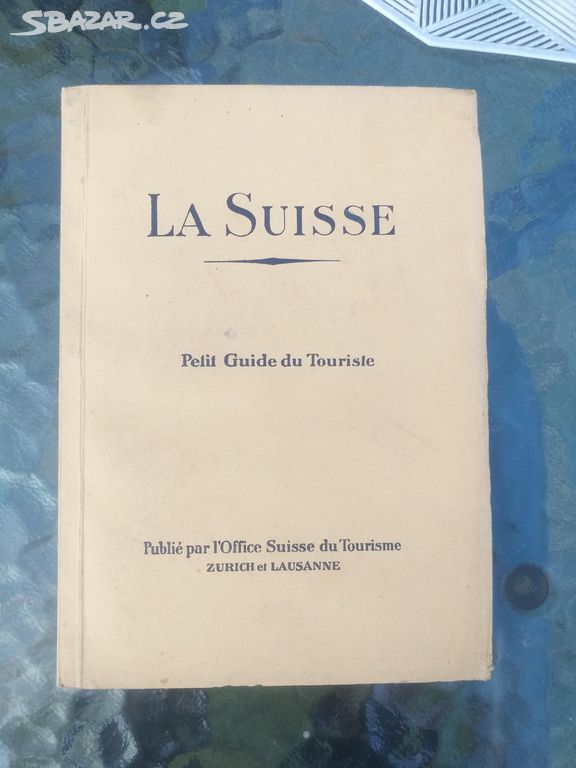 SBAZAR.CZ
LA SUISSE
Petit Guide du Touriste
Publié par l'Office Suisse du Tourisme
ZURICH et LAUSANNE